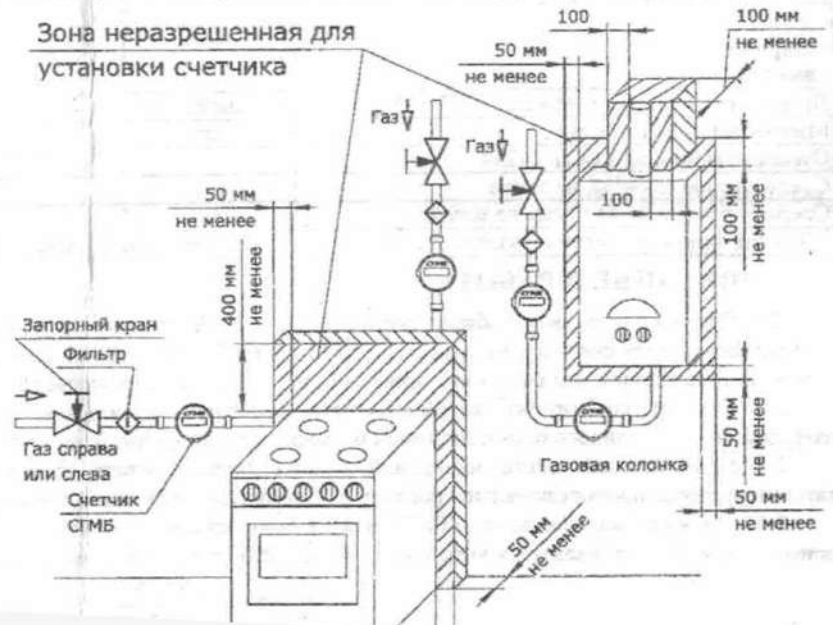 Зона неразрешенная для
установки счетчика
100
100 мм
не менее
50 мм
не менее
Газ
Газ
50 мм
не менее
400 мм
не менее
100
100 мм
не менее
Запорный кран
Фильтр
Газ справа
или слева
Счетчик
СГМБ
Газовая колонка
50 мм
не менее
50 мм
не менее
50 мм
не менее